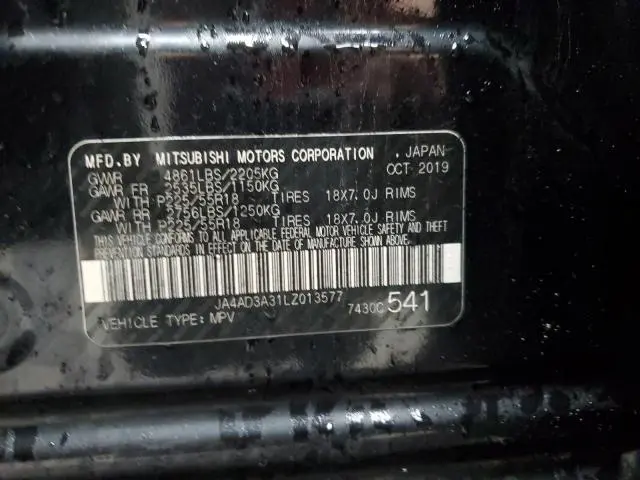 MFD.BY MITSUBISHI MOTORS CORPORATION , JAPAN
GVWR 4861LBS/2205KG OCT 2019
GAWR FR 2535LBS/1150KG
WITH P225/55R18 TIRES 18X7.0J RIMS
GAWR RR 2756LBS/1250KG
WITH P225/55R18 TIRES 18X7.0J RIMS
THIS VEHICLE CONFORMS TO ALL APPLICABLE FEDERAL MOTOR VEHICLE SAFETY AND THEFT
PREVENTION STANDARDS IN EFFECT ON THE DATE OF MANUFACTURE SHOWN ABOVE.
JA4AD3A31LZ013577
VEHICLE TYPE: MPV 7430C 541